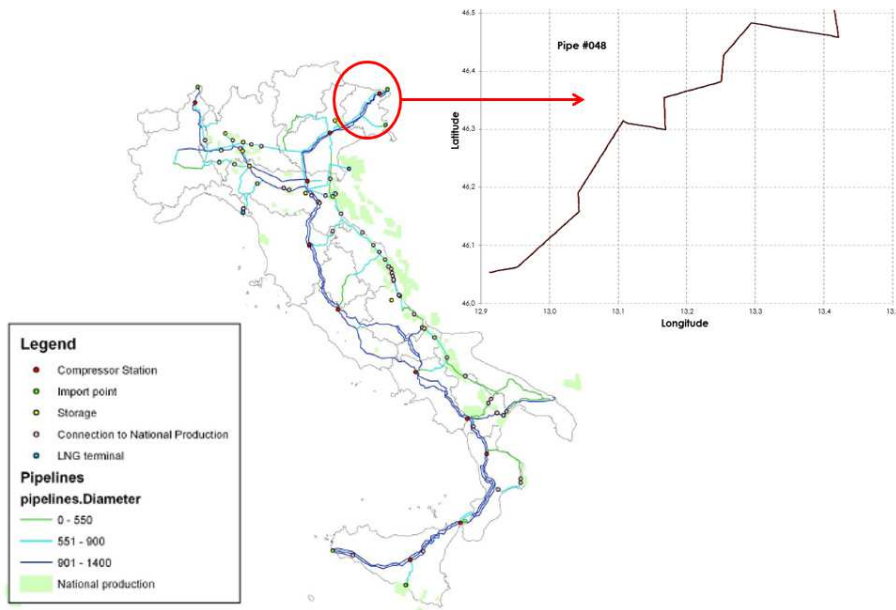 Pipe #048
46,5
46,4
46,3
46,2
46,1
46,0
Latitude
12,9
13,0
13,1
13,2
13,3
13,4
Longitude
Legend
Compressor Station
Import point
Storage
Connection to National Production
LNG terminal
Pipelines
pipelines.Diameter
0 - 550
551 - 900
901 - 1400
National production